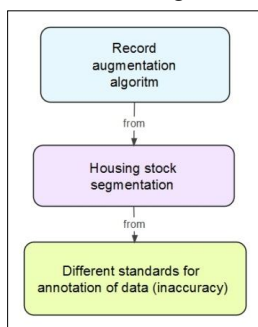 Record
augmentation
algoritm
from
Housing stock
segmentation
from
Different standards for
annotation of data (inaccuracy)